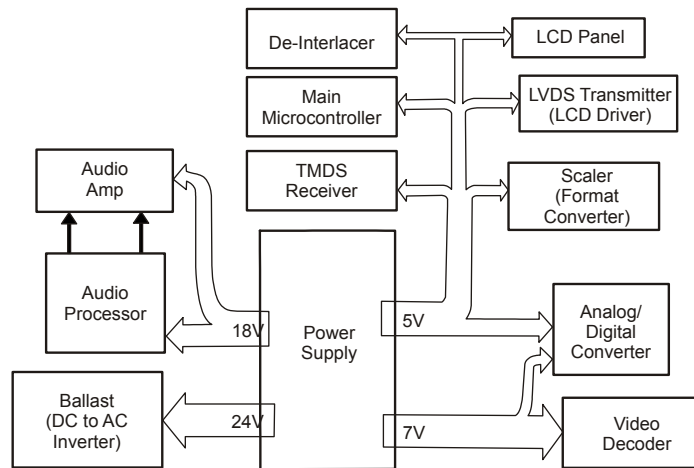 De-Interlacer
LCD Panel
Main
Microcontroller
LVDS Transmitter
(LCD Driver)
Audio
Amp
TMDS
Receiver
Scaler
(Format
Converter)
Audio
Processor
18V
Power
Supply
5V
Analog/
Digital
Converter
Ballast
(DC to AC
Inverter)
24V
7V
Video
Decoder